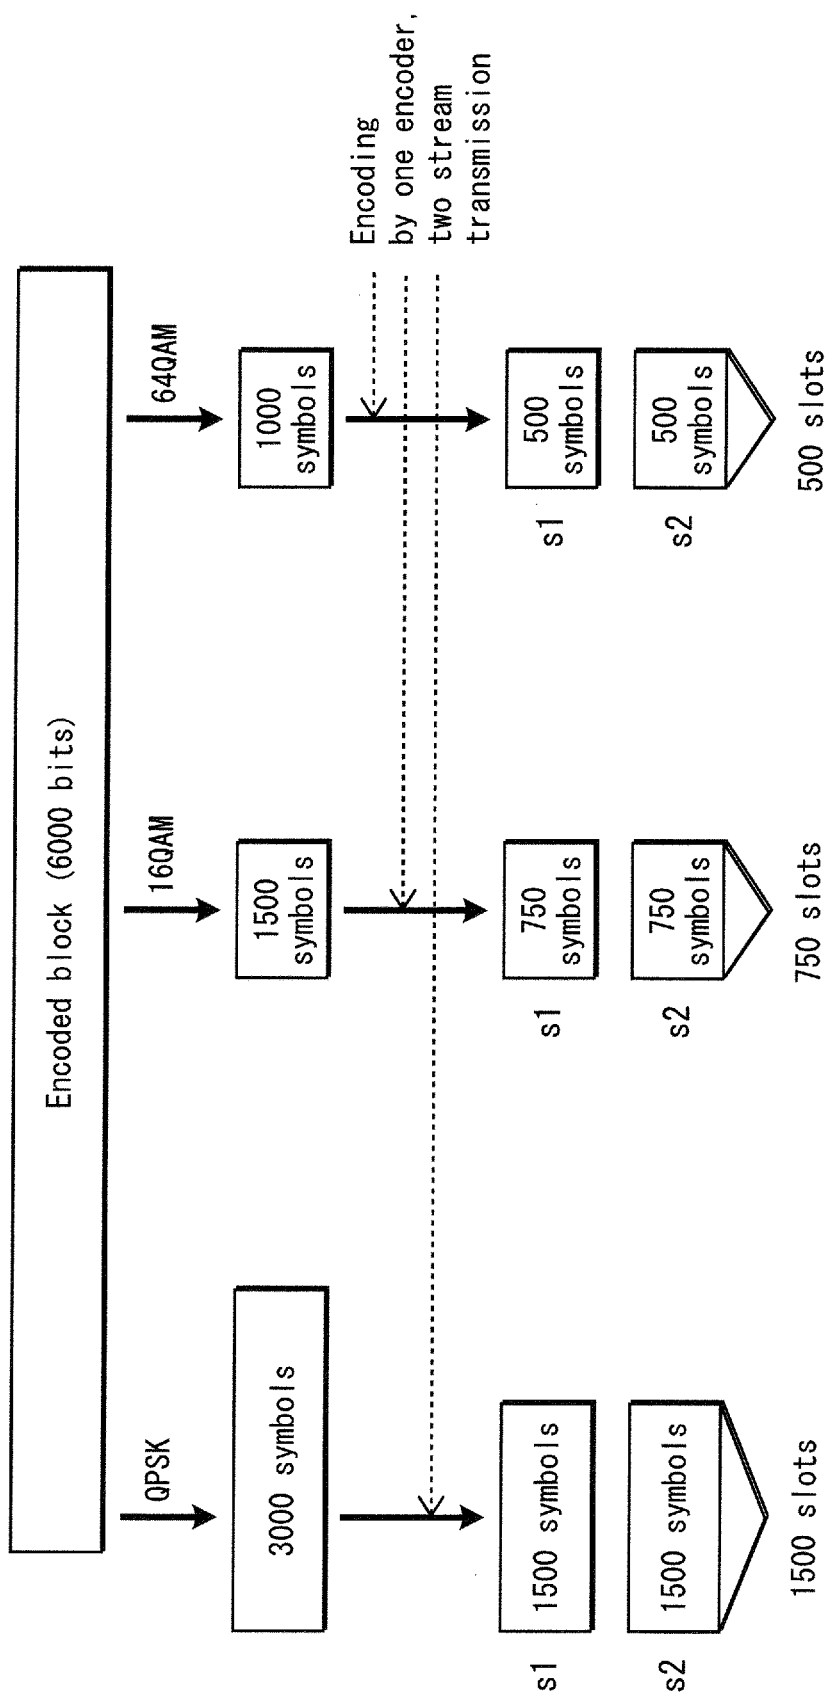 Encoded block (6000 bits)
QPSK
16QAM
64QAM
3000 symbols
1500
symbols
1000
symbols
Encoding
by one encoder,
two stream
transmission
s1
1500 symbols
s1
750
symbols
s1
500
symbols
s2
1500 symbols
s2
750
symbols
s2
500
symbols
1500 slots
750 slots
500 slots